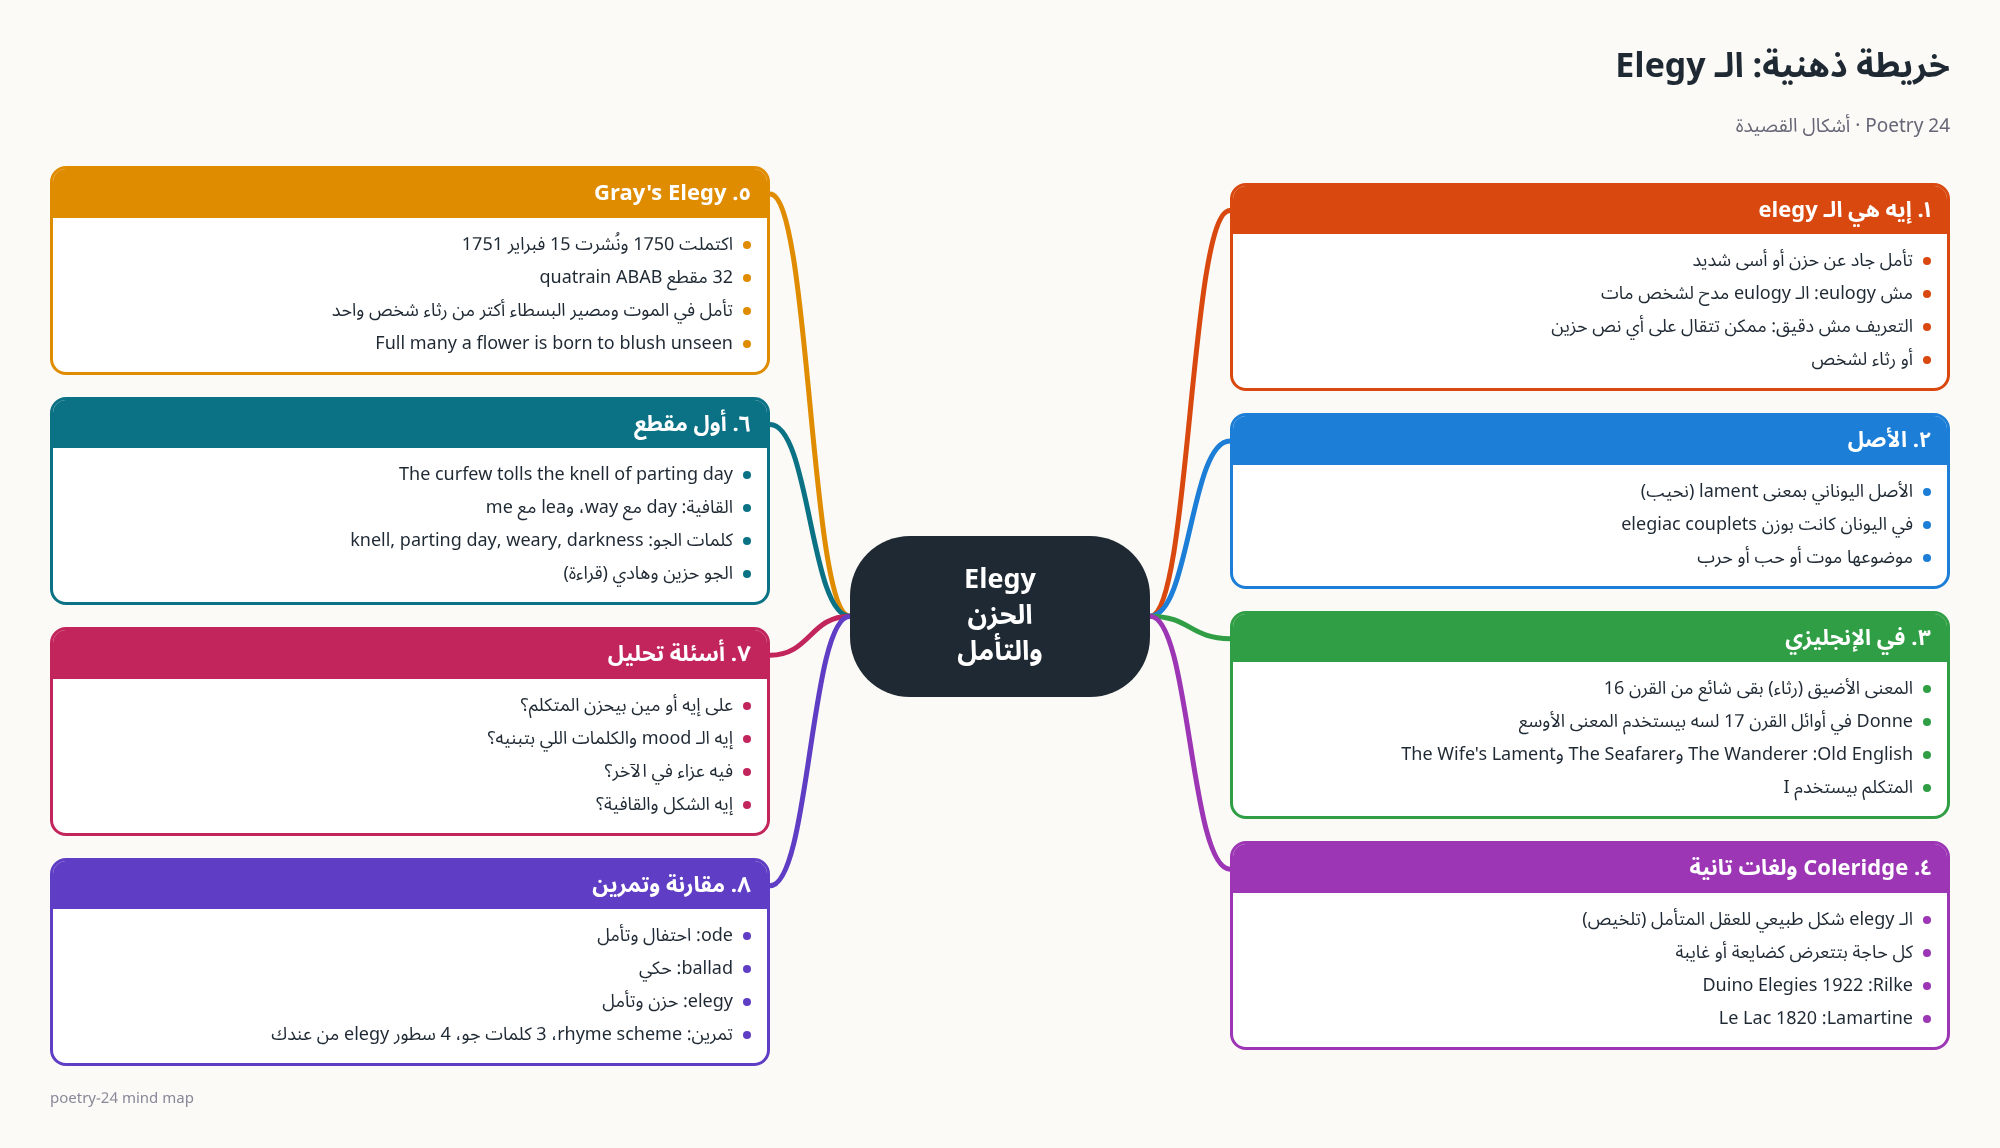 خريطة ذهنية: الـ Elegy
Poetry 24 · أشكال القصيدة
١. إيه هي الـ elegy
تأمل جاد عن حزن أو أسى شديد
مش eulogy: الـ eulogy مدح لشخص مات
التعريف مش دقيق: ممكن تتقال على أي نص حزين
أو رثاء لشخص
٢. الأصل
الأصل اليوناني بمعنى lament (نحيب)
في اليونان كانت بوزن elegiac couplets
موضوعها موت أو حب أو حرب
٣. في الإنجليزي
المعنى الأضيق (رثاء) بقى شائع من القرن 16
Donne في أوائل القرن 17 لسه بيستخدم المعنى الأوسع
Old English: The Wanderer وThe Seafarer وThe Wife's Lament
المتكلم بيستخدم I
٤. Coleridge ولغات تانية
الـ elegy شكل طبيعي للعقل المتأمل (تلخيص)
كل حاجة بتتعرض كضايعة أو غايبة
Rilke: Duino Elegies 1922
Lamartine: Le Lac 1820
Elegy
الحزن
والتأمل
٥. Gray's Elegy
اكتملت 1750 ونُشرت 15 فبراير 1751
32 مقطع quatrain ABAB
تأمل في الموت ومصير البسطاء أكتر من رثاء شخص واحد
Full many a flower is born to blush unseen
٦. أول مقطع
The curfew tolls the knell of parting day
القافية: day مع way، وlea مع me
كلمات الجو: knell, parting day, weary, darkness
الجو حزين وهادي (قراءة)
٧. أسئلة تحليل
على إيه أو مين بيحزن المتكلم؟
إيه الـ mood والكلمات اللي بتبنيه؟
فيه عزاء في الآخر؟
إيه الشكل والقافية؟
٨. مقارنة وتمرين
ode: احتفال وتأمل
ballad: حكي
elegy: حزن وتأمل
تمرين: rhyme scheme، 3 كلمات جو، 4 سطور elegy من عندك
poetry-24 mind map